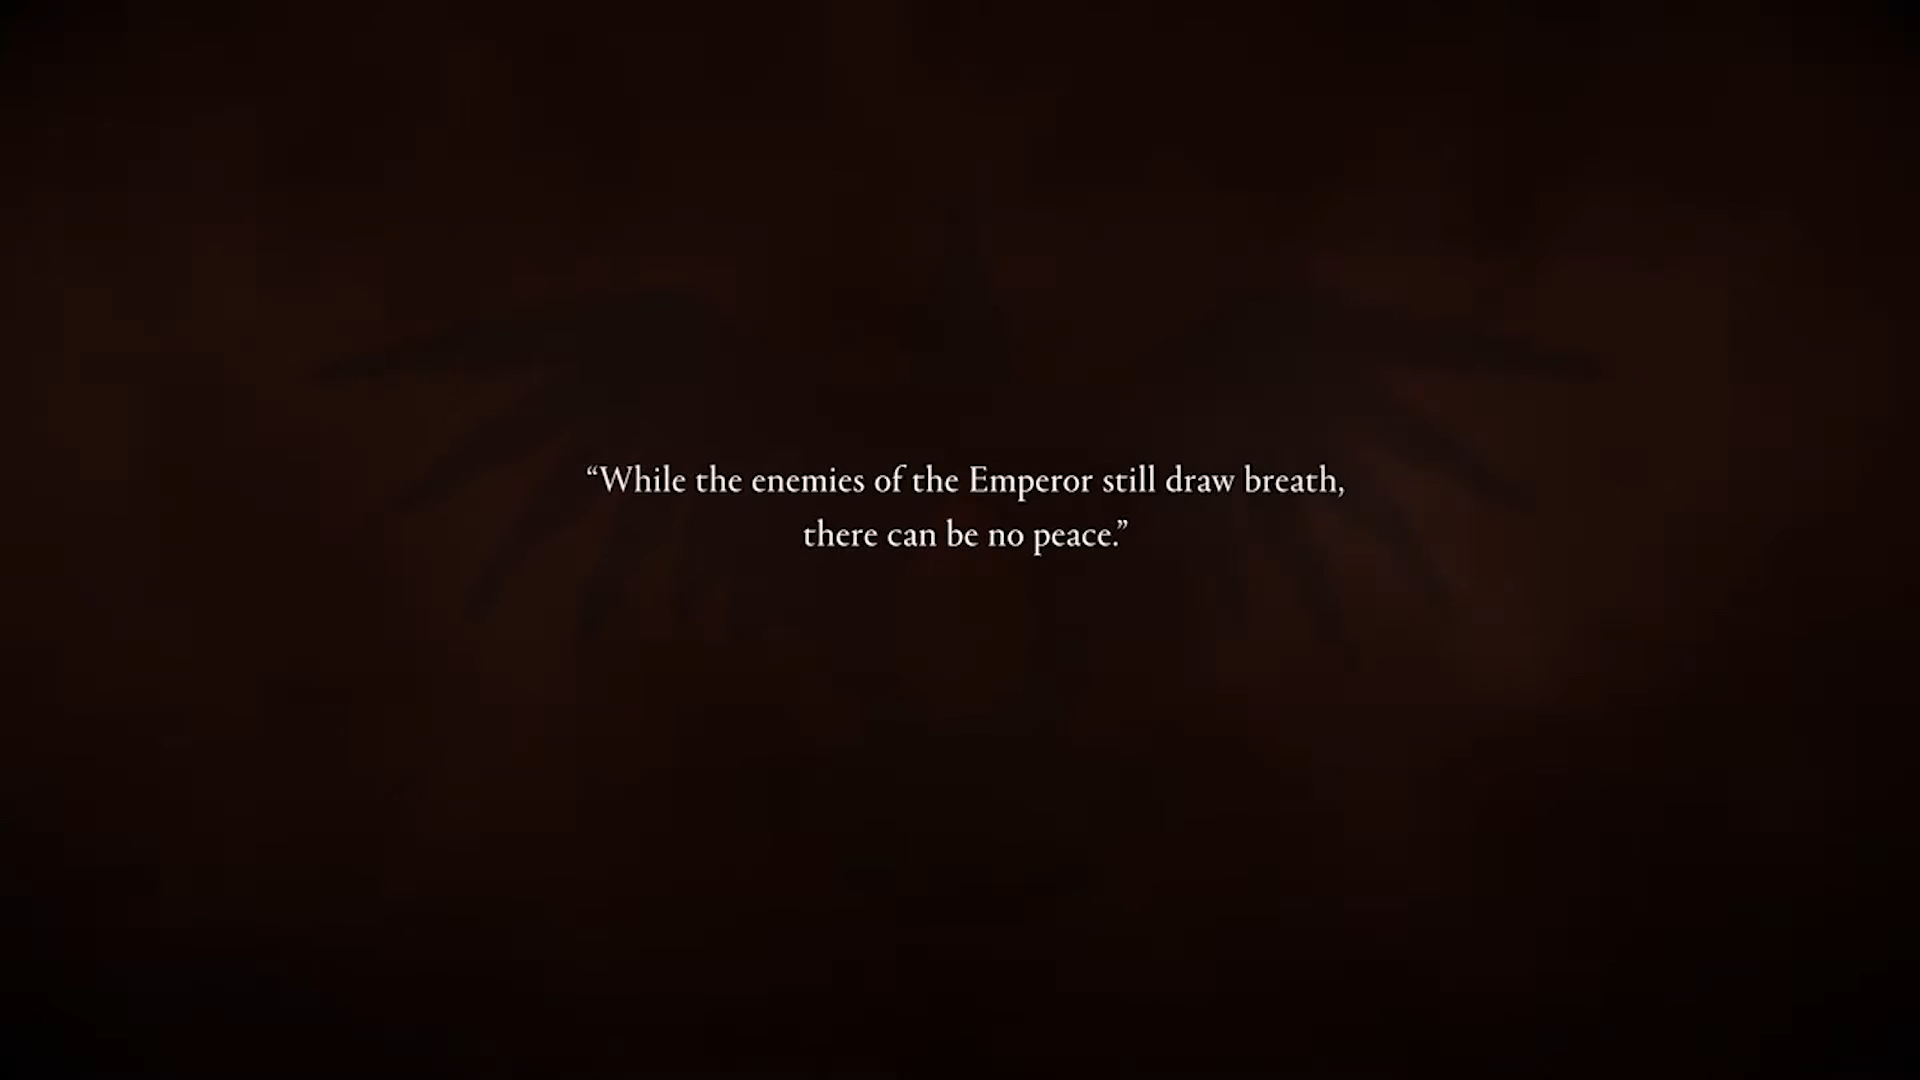 “While the enemies of the Emperor still draw breath,
there can be no peace.”